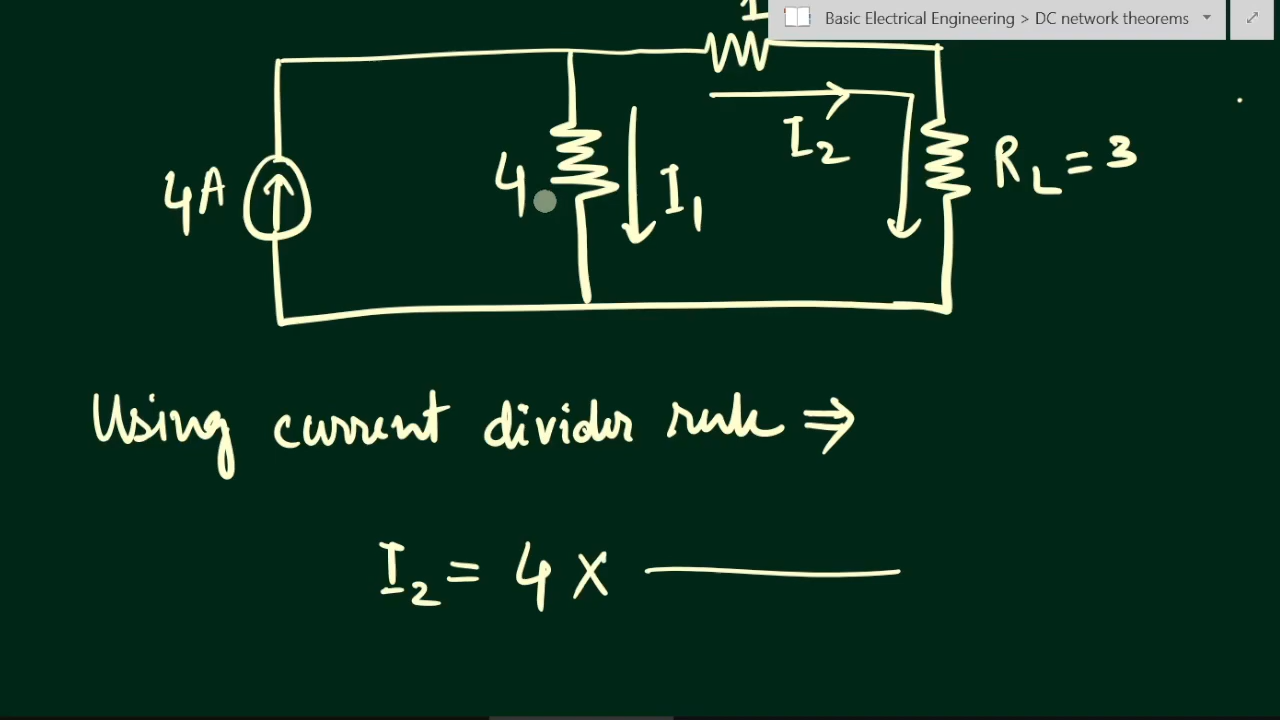 Basic Electrical Engineering > DC network theorems
4A
4
I1
I2
RL = 3
Using current divider rule ⇒
I2 = 4 X